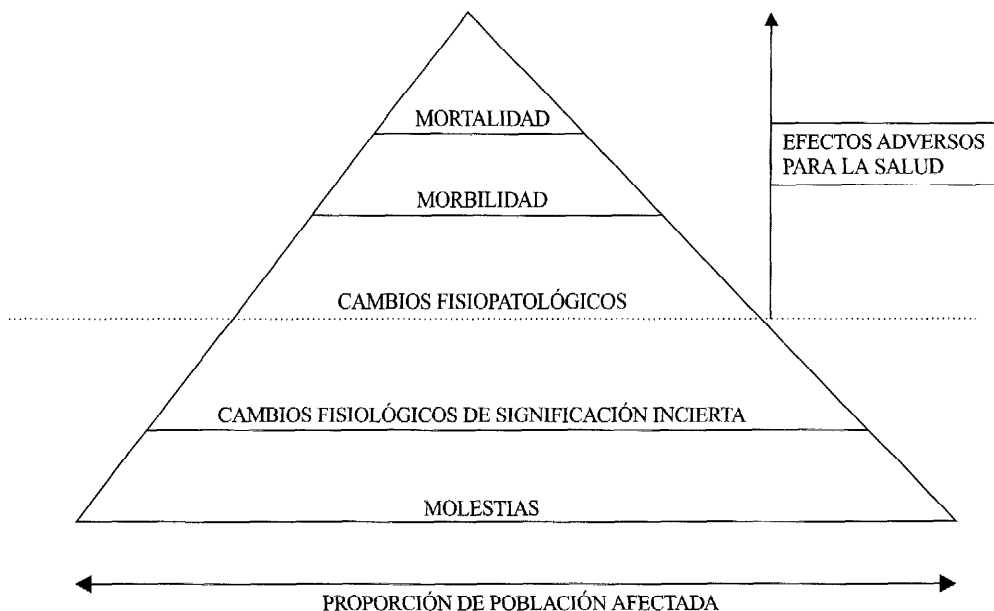 MORTALIDAD
EFECTOS ADVERSOS
PARA LA SALUD
MORBILIDAD
CAMBIOS FISIOPATOLÓGICOS
CAMBIOS FISIOLÓGICOS DE SIGNIFICACIÓN INCIERTA
MOLESTIAS
PROPORCIÓN DE POBLACIÓN AFECTADA